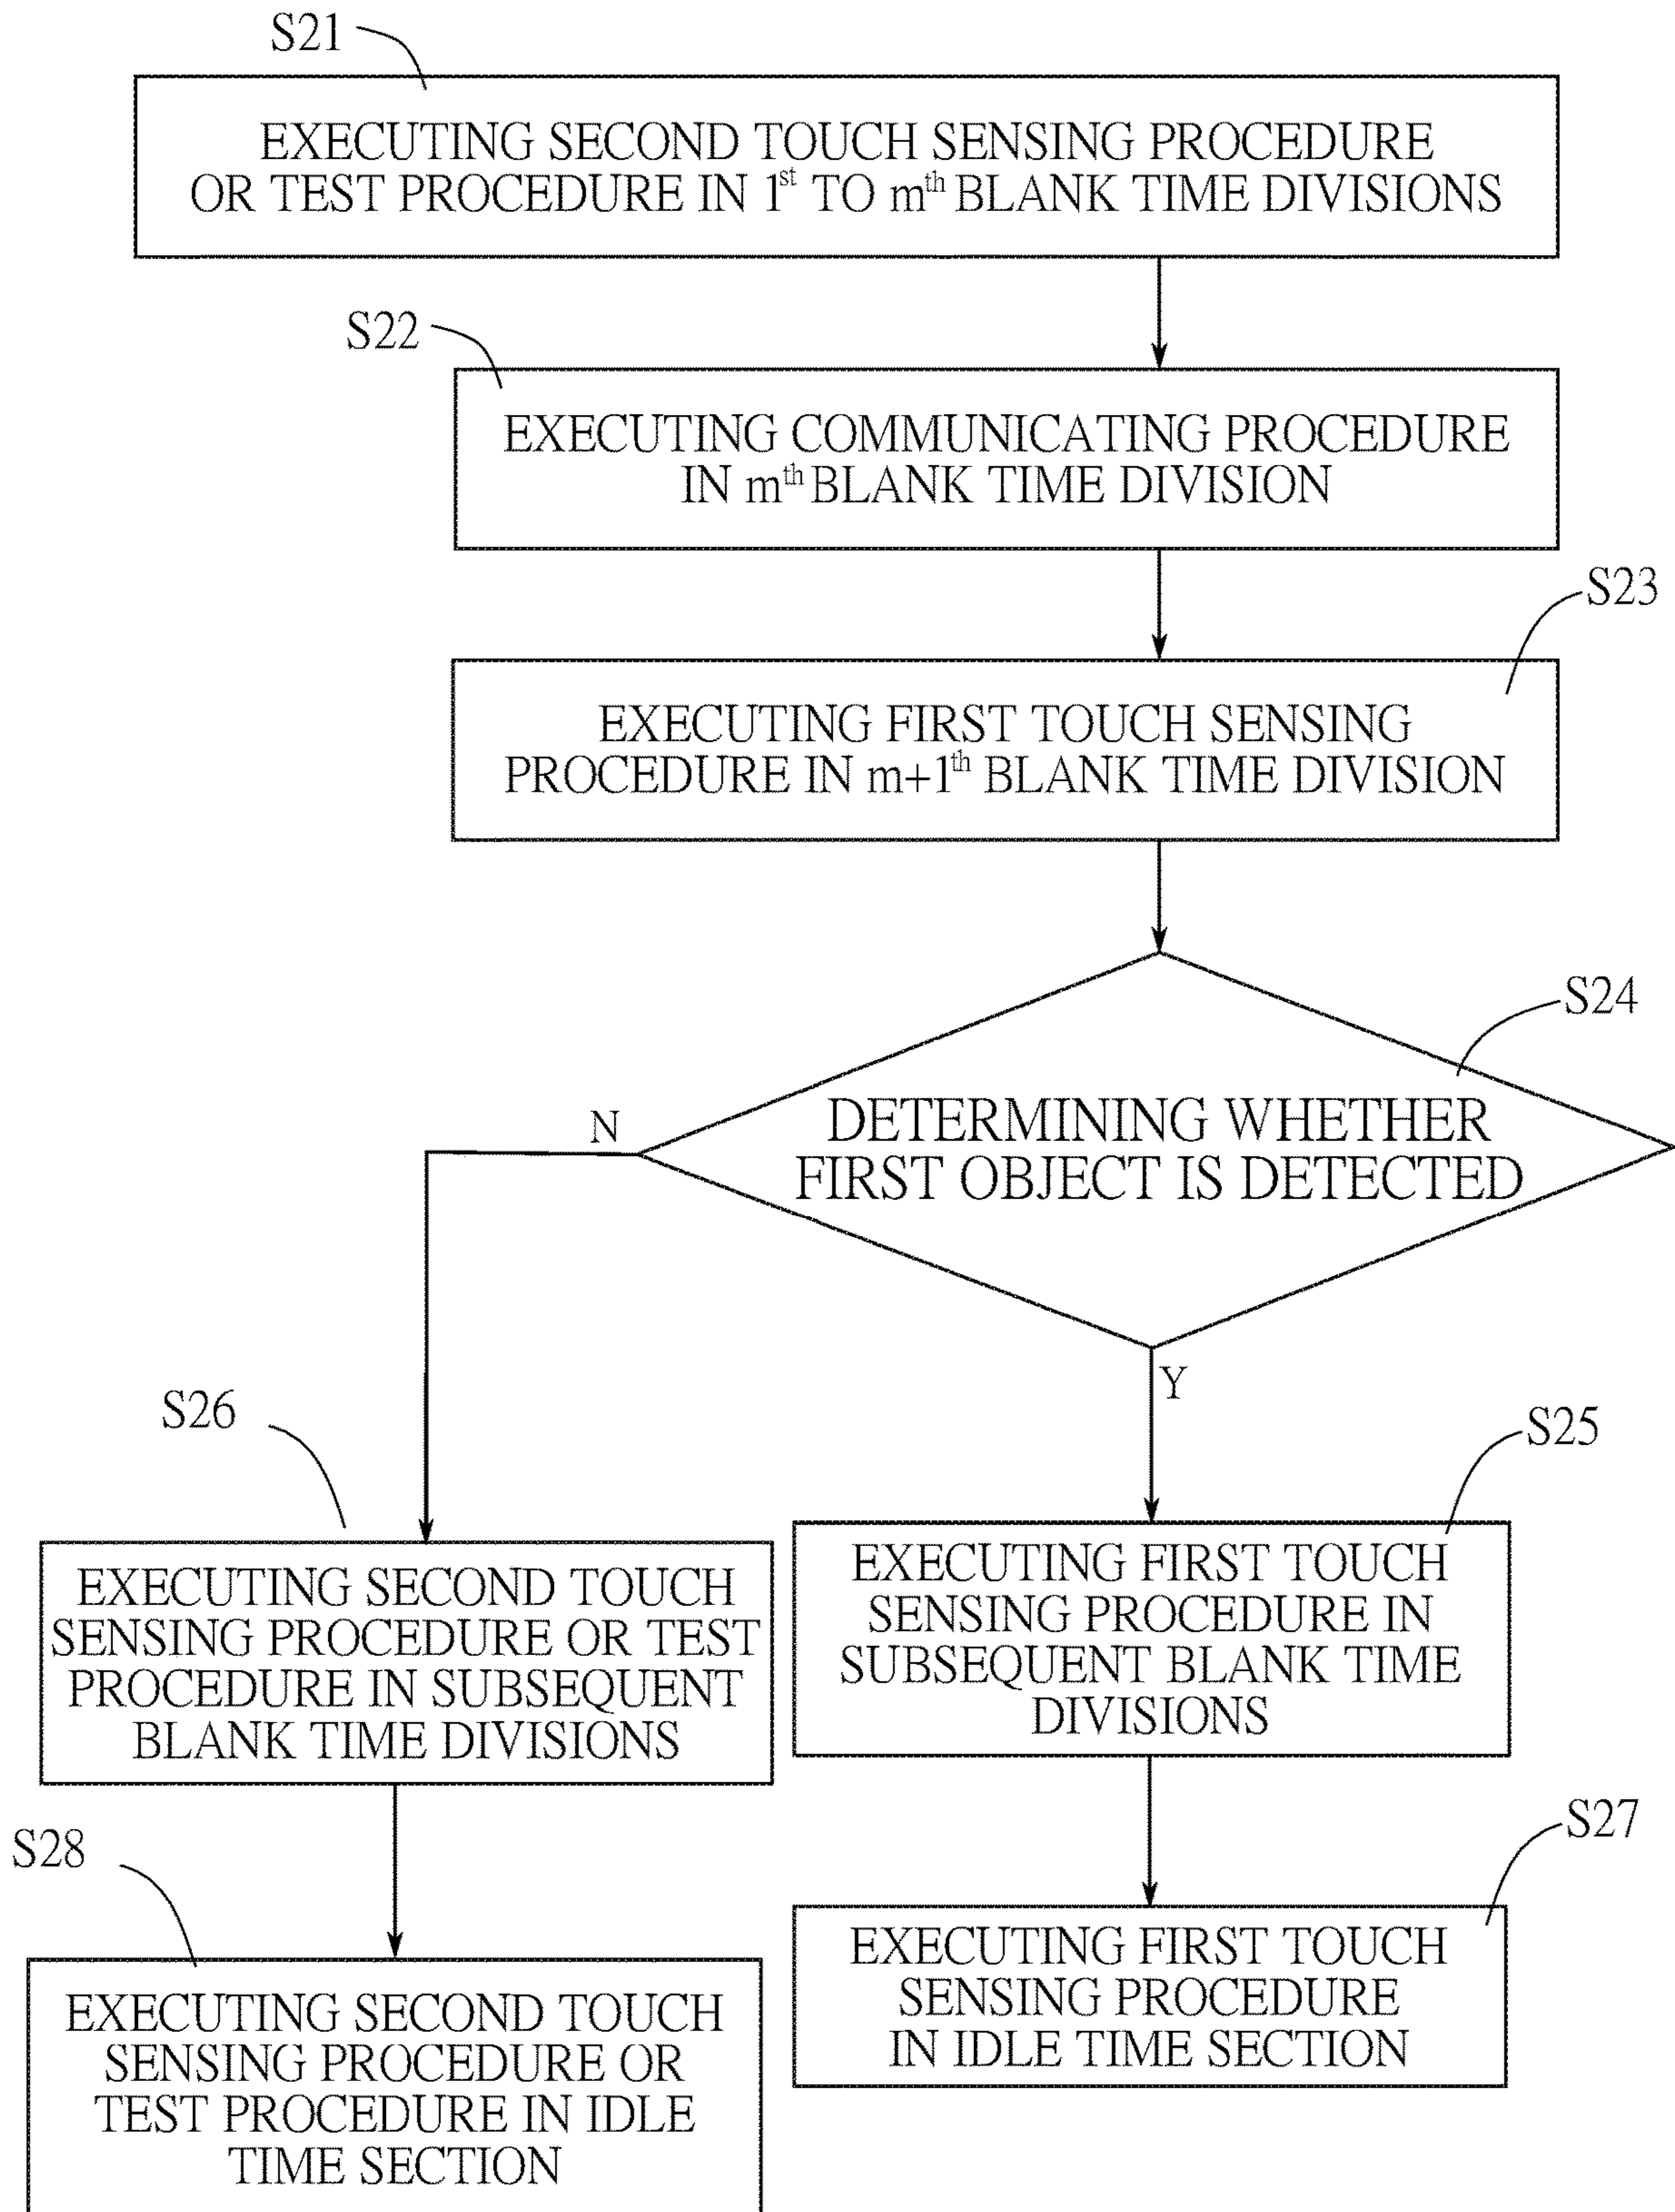 S21
EXECUTING SECOND TOUCH SENSING PROCEDURE
OR TEST PROCEDURE IN 1st TO mth BLANK TIME DIVISIONS
S22
EXECUTING COMMUNICATING PROCEDURE
IN mth BLANK TIME DIVISION
S23
EXECUTING FIRST TOUCH SENSING
PROCEDURE IN m+1th BLANK TIME DIVISION
S24
DETERMINING WHETHER
FIRST OBJECT IS DETECTED
N
Y
S26
EXECUTING SECOND TOUCH
SENSING PROCEDURE OR TEST
PROCEDURE IN SUBSEQUENT
BLANK TIME DIVISIONS
S25
EXECUTING FIRST TOUCH
SENSING PROCEDURE IN
SUBSEQUENT BLANK TIME
DIVISIONS
S28
EXECUTING SECOND TOUCH
SENSING PROCEDURE OR
TEST PROCEDURE IN IDLE
TIME SECTION
S27
EXECUTING FIRST TOUCH
SENSING PROCEDURE
IN IDLE TIME SECTION